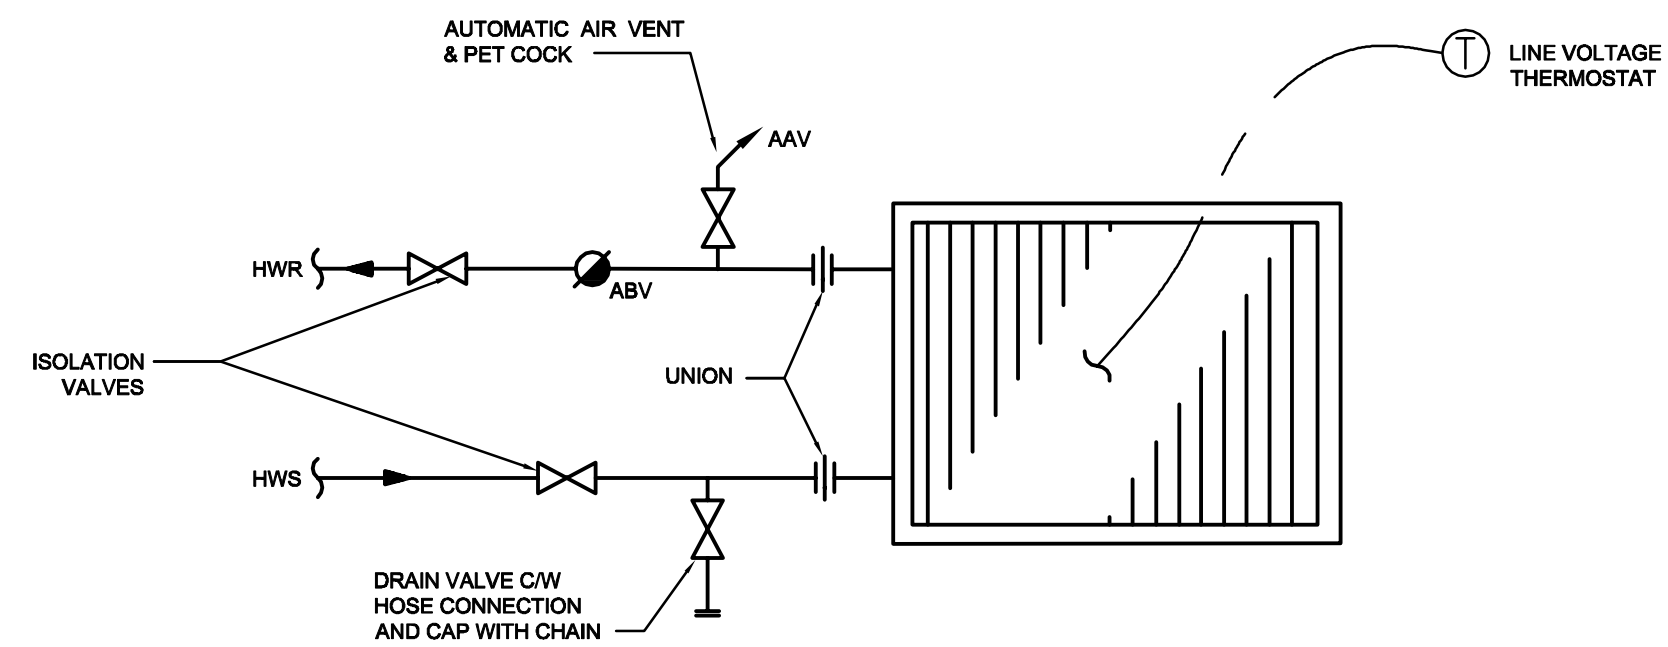 AUTOMATIC AIR VENT
& PET COCK
T
LINE VOLTAGE
THERMOSTAT
AAV
HWR
ABV
ISOLATION
VALVES
UNION
HWS
DRAIN VALVE C/W
HOSE CONNECTION
AND CAP WITH CHAIN